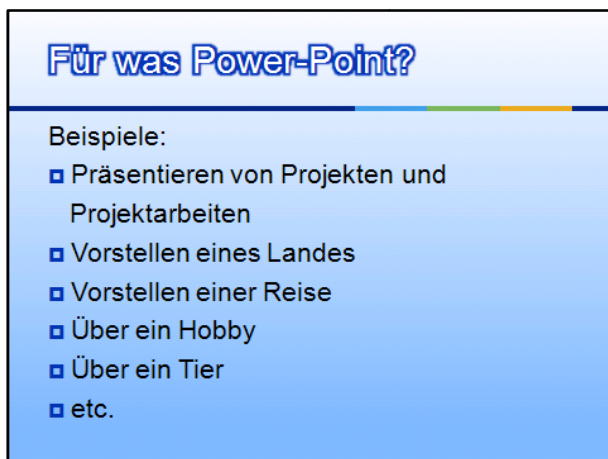 Für was Power-Point?
Beispiele:
Präsentieren von Projekten und
Projektarbeiten
Vorstellen eines Landes
Vorstellen einer Reise
Über ein Hobby
Über ein Tier
etc.